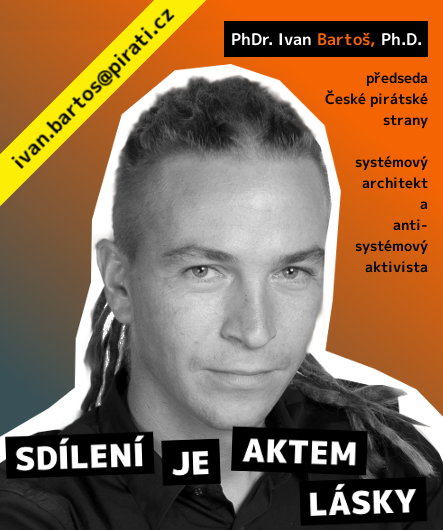 ivan.bartos@pirati.cz
PhDr. Ivan Bartoš, Ph.D.
předseda
České pirátské
strany
systémový
architekt
a
anti-
systémový
aktivista
SDÍLENÍ JE AKTEM
LÁSKY